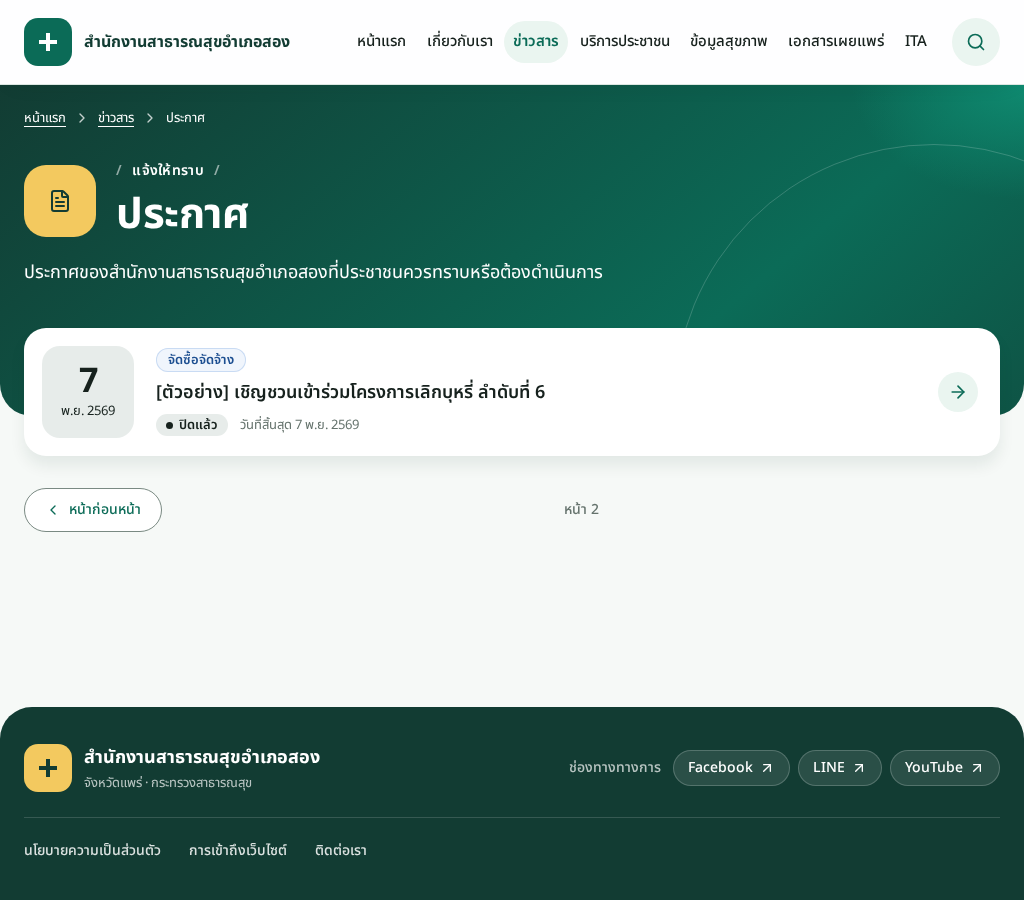 สำนักงานสาธารณสุขอำเภอสอง
หน้าแรก เกี่ยวกับเรา ข่าวสาร บริการประชาชน ข้อมูลสุขภาพ เอกสารเผยแพร่ ITA
หน้าแรก > ข่าวสาร > ประกาศ
/ แจ้งให้ทราบ /
ประกาศ
ประกาศของสำนักงานสาธารณสุขอำเภอสองที่ประชาชนควรทราบหรือต้องดำเนินการ
7
พ.ย. 2569
จัดซื้อจัดจ้าง
[ตัวอย่าง] เชิญชวนเข้าร่วมโครงการเลิกบุหรี่ ลำดับที่ 6
ปิดแล้ว วันที่สิ้นสุด 7 พ.ย. 2569
หน้าก่อนหน้า หน้า 2
สำนักงานสาธารณสุขอำเภอสอง
จังหวัดแพร่ · กระทรวงสาธารณสุข
ช่องทางทางการ Facebook LINE YouTube
นโยบายความเป็นส่วนตัว การเข้าถึงเว็บไซต์ ติดต่อเรา